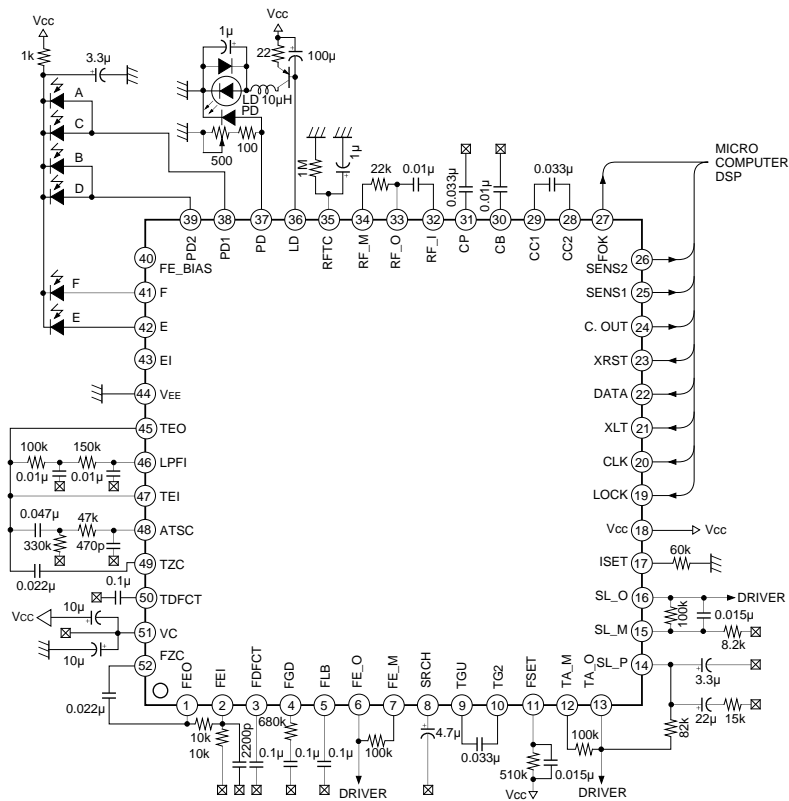 Vcc
1k
3.3µ
A
C
B
D
F
E
1µ
LD
PD
10µH
500
100
Vcc
22
100µ
1M
1µ
22k
0.01µ
0.033µ
0.01µ
0.033µ
MICRO
COMPUTER
DSP
39 38 37 36 35 34 33 32 31 30 29 28 27
PD2 PD1 PD LD RFTC RF_M RF_O RF_I CP CB CC1 CC2 FOK
40 FE_BIAS
41 F
42 E
43 EI
44 VEE
45 TEO
46 LPFI
47 TEI
48 ATSC
49 TZC
50 TDFCT
51 VC
52 FZC
SENS2 26
SENS1 25
C. OUT 24
XRST 23
DATA 22
XLT 21
CLK 20
LOCK 19
Vcc 18 Vcc
ISET 17
SL_O 16
SL_M 15
SL_P 14
100k 150k
0.01µ 0.01µ
0.047µ 47k
330k 470p
0.022µ
0.1µ
Vcc 10µ
10µ
0.022µ
60k
DRIVER
100k 0.015µ
8.2k
3.3µ
22µ 15k
82k
FEO FEI FDFCT FGD FLB FE_O FE_M SRCH TGU TG2 FSET TA_M TA_O
1 2 3 4 5 6 7 8 9 10 11 12 13
10k
10k
2200p
680k
0.1µ 0.1µ 0.1µ
100k
DRIVER
4.7µ
0.033µ
510k 0.015µ
Vcc
100k
DRIVER